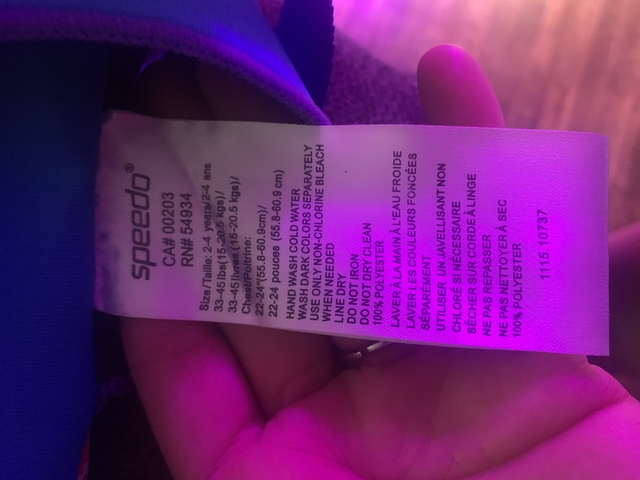 speedo®
CA# 00203
RN# 54934
Size/Taille: 2-4 years/2-4 ans
33-45lbs(15-20.5 kgs)/
33-45livres (15-20.5 kgs)/
Chest/Poitrine:
22-24"(55.8-60.9cm)/
22-24 pouces (55.8-60.9 cm)
HAND WASH COLD WATER
WASH DARK COLORS SEPARATELY
USE ONLY NON-CHLORINE BLEACH
WHEN NEEDED
LINE DRY
DO NOT IRON
DO NOT DRY CLEAN
100% POLYESTER
LAVER À LA MAIN À L'EAU FROIDE
LAVER LES COULEURS FONCÉES
SÉPARÉMENT
UTILISER UN JAVELLISANT NON
CHLORÉ SI NÉCESSAIRE
SÉCHER SUR CORDE À LINGE
NE PAS REPASSER
NE PAS NETTOYER À SEC
100% POLYESTER
1115 10737